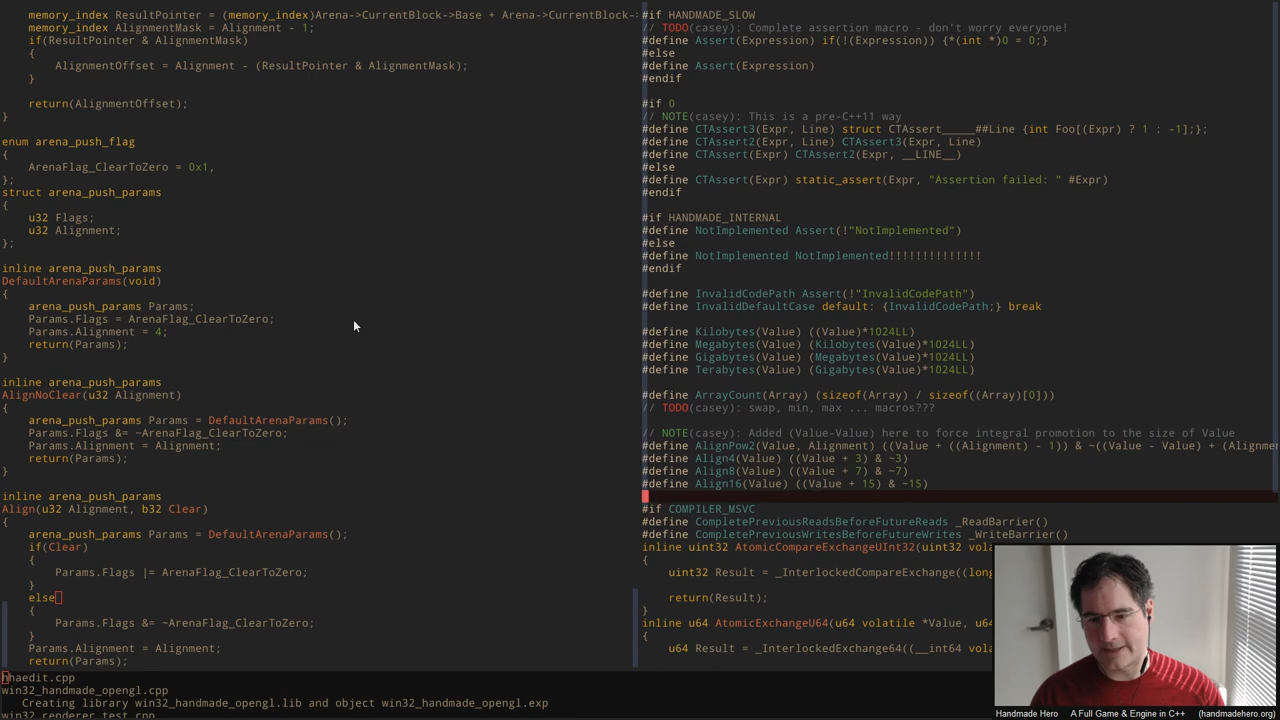 memory_index ResultPointer = (memory_index)Arena->CurrentBlock->Base + Arena->CurrentBlock-
    memory_index AlignmentMask = Alignment - 1;
    if(ResultPointer & AlignmentMask)
    {
        AlignmentOffset = Alignment - (ResultPointer & AlignmentMask);
    }

    return(AlignmentOffset);
}

enum arena_push_flag
{
    ArenaFlag_ClearToZero = 0x1,
};
struct arena_push_params
{
    u32 Flags;
    u32 Alignment;
};

inline arena_push_params
DefaultArenaParams(void)
{
    arena_push_params Params;
    Params.Flags = ArenaFlag_ClearToZero;
    Params.Alignment = 4;
    return(Params);
}

inline arena_push_params
AlignNoClear(u32 Alignment)
{
    arena_push_params Params = DefaultArenaParams();
    Params.Flags &= ~ArenaFlag_ClearToZero;
    Params.Alignment = Alignment;
    return(Params);
}

inline arena_push_params
Align(u32 Alignment, b32 Clear)
{
    arena_push_params Params = DefaultArenaParams();
    if(Clear)
    {
        Params.Flags |= ArenaFlag_ClearToZero;
    }
    else
    {
        Params.Flags &= ~ArenaFlag_ClearToZero;
    }
    Params.Alignment = Alignment;
    return(Params);
hhaedit.cpp
win32_handmade_opengl.cpp
   Creating library win32_handmade_opengl.lib and object win32_handmade_opengl.exp
win32_renderer_test.cpp
#if HANDMADE_SLOW
// TODO(casey): Complete assertion macro - don't worry everyone!
#define Assert(Expression) if(!(Expression)) {*(int *)0 = 0;}
#else
#define Assert(Expression)
#endif

#if 0
// NOTE(casey): This is a pre-C++11 way
#define CTAssert3(Expr, Line) struct CTAssert_____##Line {int Foo[(Expr) ? 1 : -1];};
#define CTAssert2(Expr, Line) CTAssert3(Expr, Line)
#define CTAssert(Expr) CTAssert2(Expr, __LINE__)
#else
#define CTAssert(Expr) static_assert(Expr, "Assertion failed: " #Expr)
#endif

#if HANDMADE_INTERNAL
#define NotImplemented Assert(!"NotImplemented")
#else
#define NotImplemented NotImplemented!!!!!!!!!!!!!!
#endif

#define InvalidCodePath Assert(!"InvalidCodePath")
#define InvalidDefaultCase default: {InvalidCodePath;} break

#define Kilobytes(Value) ((Value)*1024LL)
#define Megabytes(Value) (Kilobytes(Value)*1024LL)
#define Gigabytes(Value) (Megabytes(Value)*1024LL)
#define Terabytes(Value) (Gigabytes(Value)*1024LL)

#define ArrayCount(Array) (sizeof(Array) / sizeof((Array)[0]))
// TODO(casey): swap, min, max ... macros???

// NOTE(casey): Added (Value-Value) here to force integral promotion to the size of Value
#define AlignPow2(Value, Alignment) ((Value + ((Alignment) - 1)) & ~((Value - Value) + (Alignme
#define Align4(Value) ((Value + 3) & ~3)
#define Align8(Value) ((Value + 7) & ~7)
#define Align16(Value) ((Value + 15) & ~15)

#if COMPILER_MSVC
#define CompletePreviousReadsBeforeFutureReads _ReadBarrier()
#define CompletePreviousWritesBeforeFutureWrites _WriteBarrier()
inline uint32 AtomicCompareExchangeUInt32(uint32 vola
{
    uint32 Result = _InterlockedCompareExchange((long

    return(Result);
}
inline u64 AtomicExchangeU64(u64 volatile *Value, u64
{
    u64 Result = _InterlockedExchange64((__int64 vola
Handmade Hero    A Full Game & Engine in C++    (handmadehero.org)